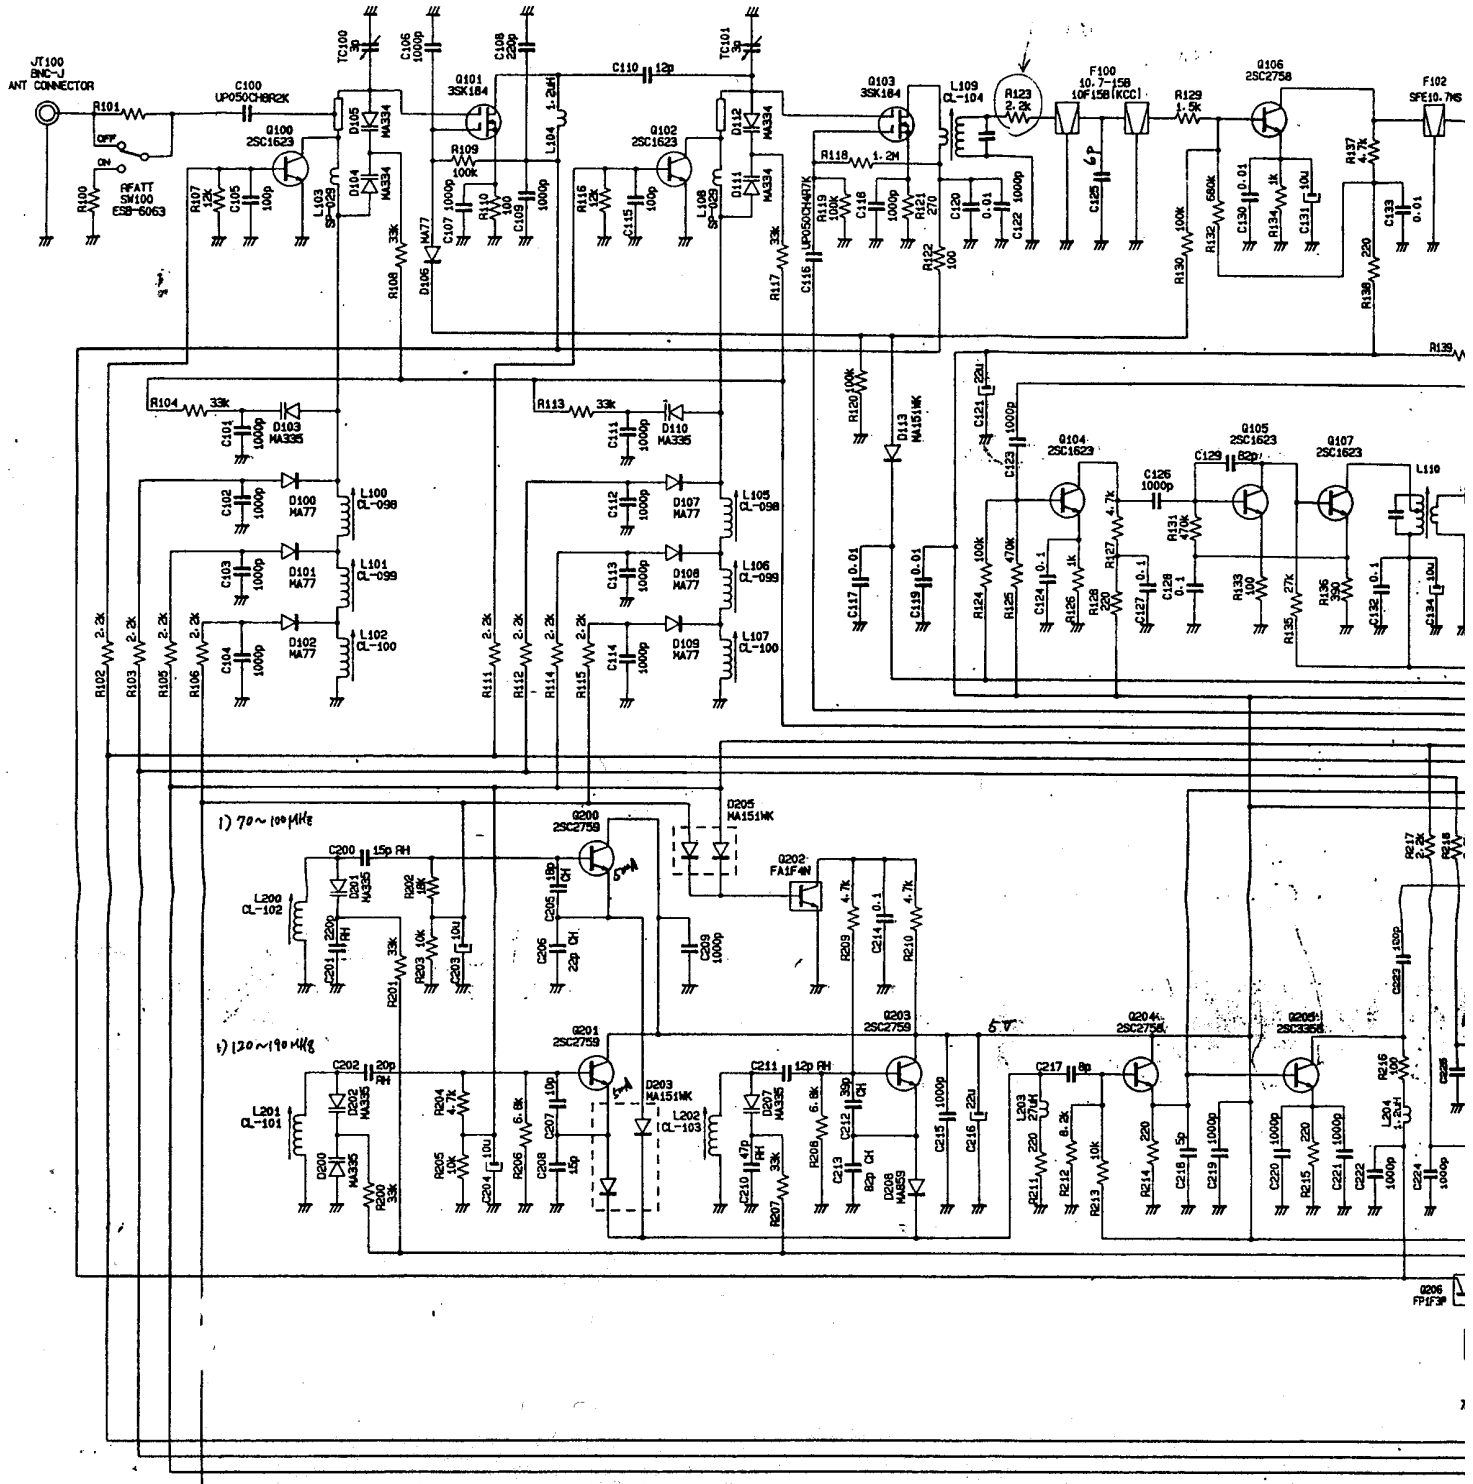 JT100
BNC-J
ANT CONNECTOR
R101
OFF
ON
R100
RFATT
SW100
ESB-6063
C100
UP050CH8R2K
Q100
2SC1623
R107
12k
C105
100p
L103
SP-029
TC100
3p
D105
MA334
D104
MA334
R108
33k
C106
1000p
Q101
3SK184
C108
220p
L104
1.2uH
R109
100k
C107
1000p
R110
100
C109
1000p
D106
MA77
C110
12p
Q102
2SC1623
R116
12k
C115
100p
L108
SP-029
TC101
3p
D112
MA334
D111
MA334
R117
33k
Q103
3SK184
R118
1.2M
R119
100k
C116
UP050CH4R7K
C118
1000p
R121
270
R122
100
C120
0.01
C122
1000p
L109
CL-104
R123
2.2k
F100
10.7-15B
10F15B(KCC)
6p
C125
R129
1.5k
Q106
2SC2758
R130
100k
R132
680k
C130
0.01
R134
1k
C131
10u
R137
4.7k
R138
220
C133
0.01
F102
SFE10.7MS
R139
R104
33k
C101
1000p
D103
MA335
C102
1000p
D100
MA77
L100
CL-098
C103
1000p
D101
MA77
L101
CL-099
C104
1000p
D102
MA77
L102
CL-100
R102
2.2k
R103
2.2k
R105
2.2k
R106
2.2k
R113
33k
C111
1000p
D110
MA335
C112
1000p
D107
MA77
L105
CL-098
C113
1000p
D108
MA77
L106
CL-099
C114
1000p
D109
MA77
L107
CL-100
R111
2.2k
R112
2.2k
R114
2.2k
R115
2.2k
R120
100k
D113
MA151WK
C117
0.01
C119
0.01
C121
22u
C123
1000p
Q104
2SC1623
R124
100k
R125
470k
C124
0.1
R126
1k
R127
4.7k
R128
220
C127
0.1
C126
1000p
R131
470k
C128
0.1
C129
82p
Q105
2SC1623
R133
100
R135
27k
Q107
2SC1623
R136
390
C132
0.1
C134
10u
L110
1) 70~100MHz
C200
15p RH
L200
CL-102
D201
MA335
C201
220p
RH
R201
33k
R202
18k
R203
10k
C203
10u
Q200
2SC2759
C205
18p
CH
C206
22p
CH
C209
1000p
D205
MA151WK
Q202
FA1F4N
R209
4.7k
C214
0.1
R210
4.7k
R217
2.2k
R218
C223
100p
120~190MHz
C202
20p
RH
L201
CL-101
D202
MA335
D200
MA335
R200
33k
R204
4.7k
R205
10k
C204
10u
R206
6.8k
C207
10p
C208
15p
Q201
2SC2759
D203
MA151WK
L202
CL-103
C211
12p RH
D207
MA335
C210
47p
RH
R207
33k
R208
6.8k
C212
39p
CH
C213
82p
CH
Q203
2SC2759
D208
MA859
C215
1000p
C216
22u
5V
C217
8p
L203
27uH
R211
220
R212
8.2k
R213
10k
Q204
2SC2758
R214
220
C218
5p
C219
1000p
Q205
2SC3356
C220
1000p
R215
220
C221
1000p
R216
100
L204
1.2uH
C222
1000p
C224
1000p
C225
Q206
FP1F3P